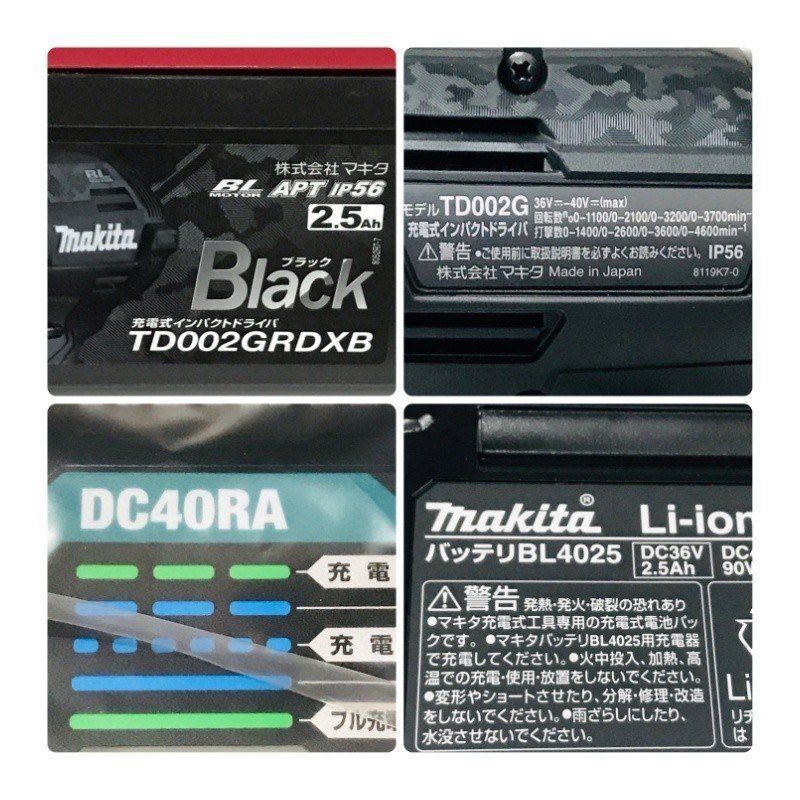 株式会社 マキタ
BL MOTOR APT IP56
2.5Ah
makita
ブラック
Black
充電式インパクトドライバ
TD002GRDXB
モデル TD002G 36V⎓-40V⎓(max)
回転数n0 0-1100/0-2100/0-3200/0-3700min-1
充電式インパクトドライバ 打撃数0-1400/0-2600/0-3600/0-4600min-1
⚠警告 ●ご使用前に取扱説明書を必ずよくお読みください。 IP56
株式会社 マキタ Made in Japan 8119K7-0
DC40RA
充電
充電
フル充電
makita® Li-ion
バッテリBL4025 DC36V 2.5Ah
90V
⚠警告 発熱・発火・破裂の恐れあり
●マキタ充電式工具専用の充電式電池パッ
クです。●マキタバッテリBL4025用充電器
で充電してください。●火中投入、加熱、高
温での充電・使用・放置をしないでください。
●変形やショートさせたり、分解・修理・改造
をしないでください。●雨ざらしにしたり、
水没させないでください。